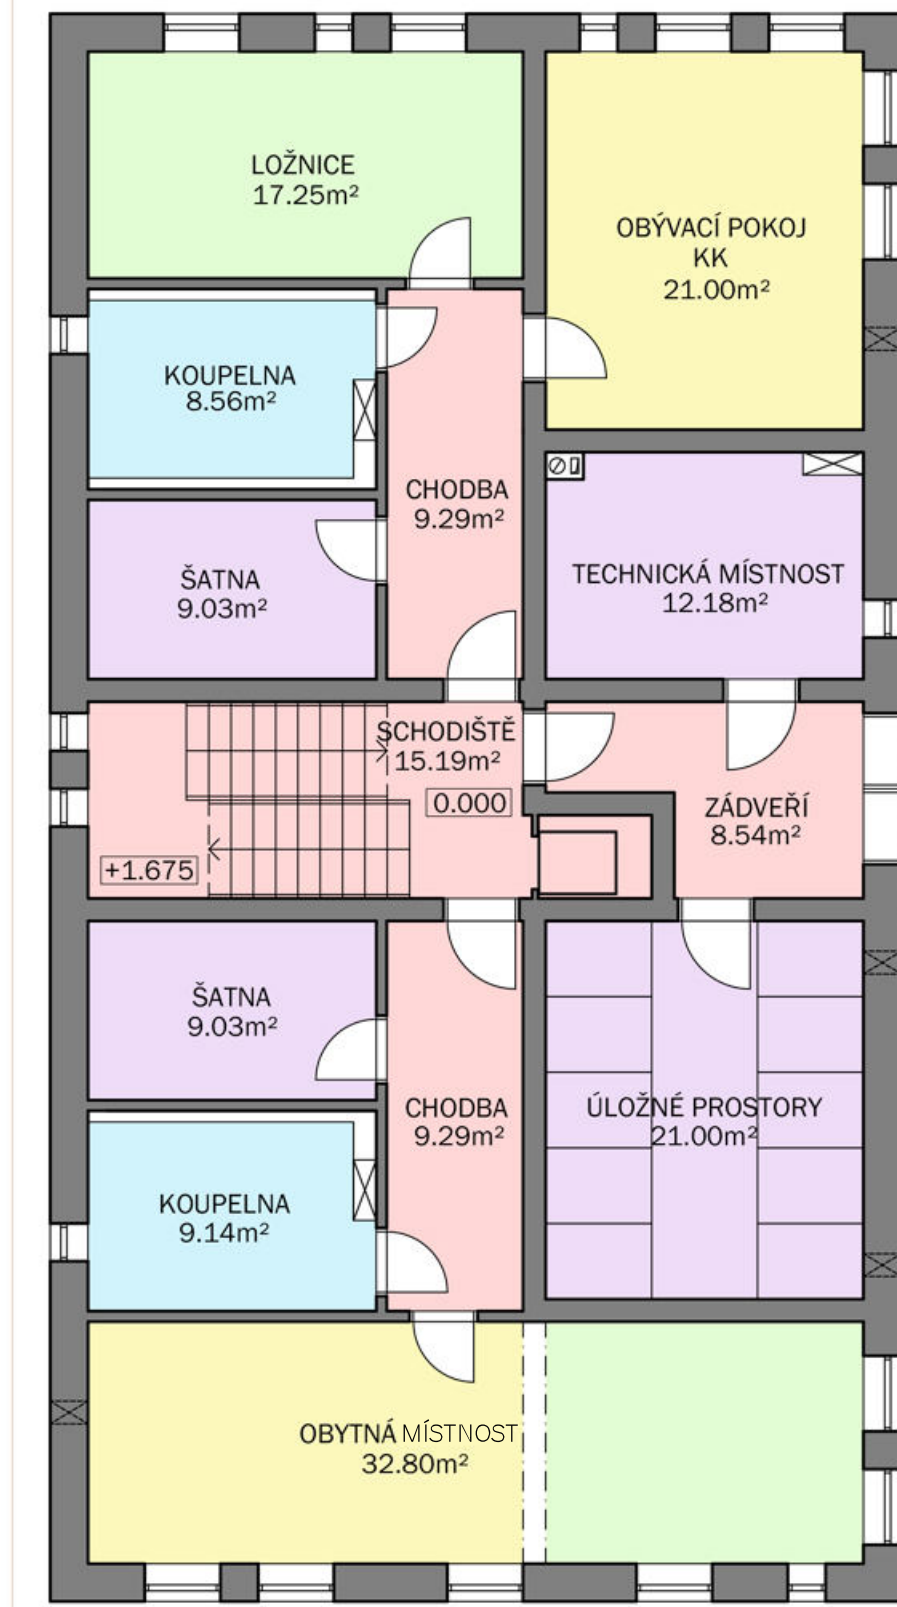 LOŽNICE
17.25m²
OBÝVACÍ POKOJ
KK
21.00m²
KOUPELNA
8.56m²
CHODBA
9.29m²
ŠATNA
9.03m²
TECHNICKÁ MÍSTNOST
12.18m²
SCHODIŠTĚ
15.19m²
0.000
+1.675
ZÁDVEŘÍ
8.54m²
ŠATNA
9.03m²
CHODBA
9.29m²
ÚLOŽNÉ PROSTORY
21.00m²
KOUPELNA
9.14m²
OBYTNÁ MÍSTNOST
32.80m²